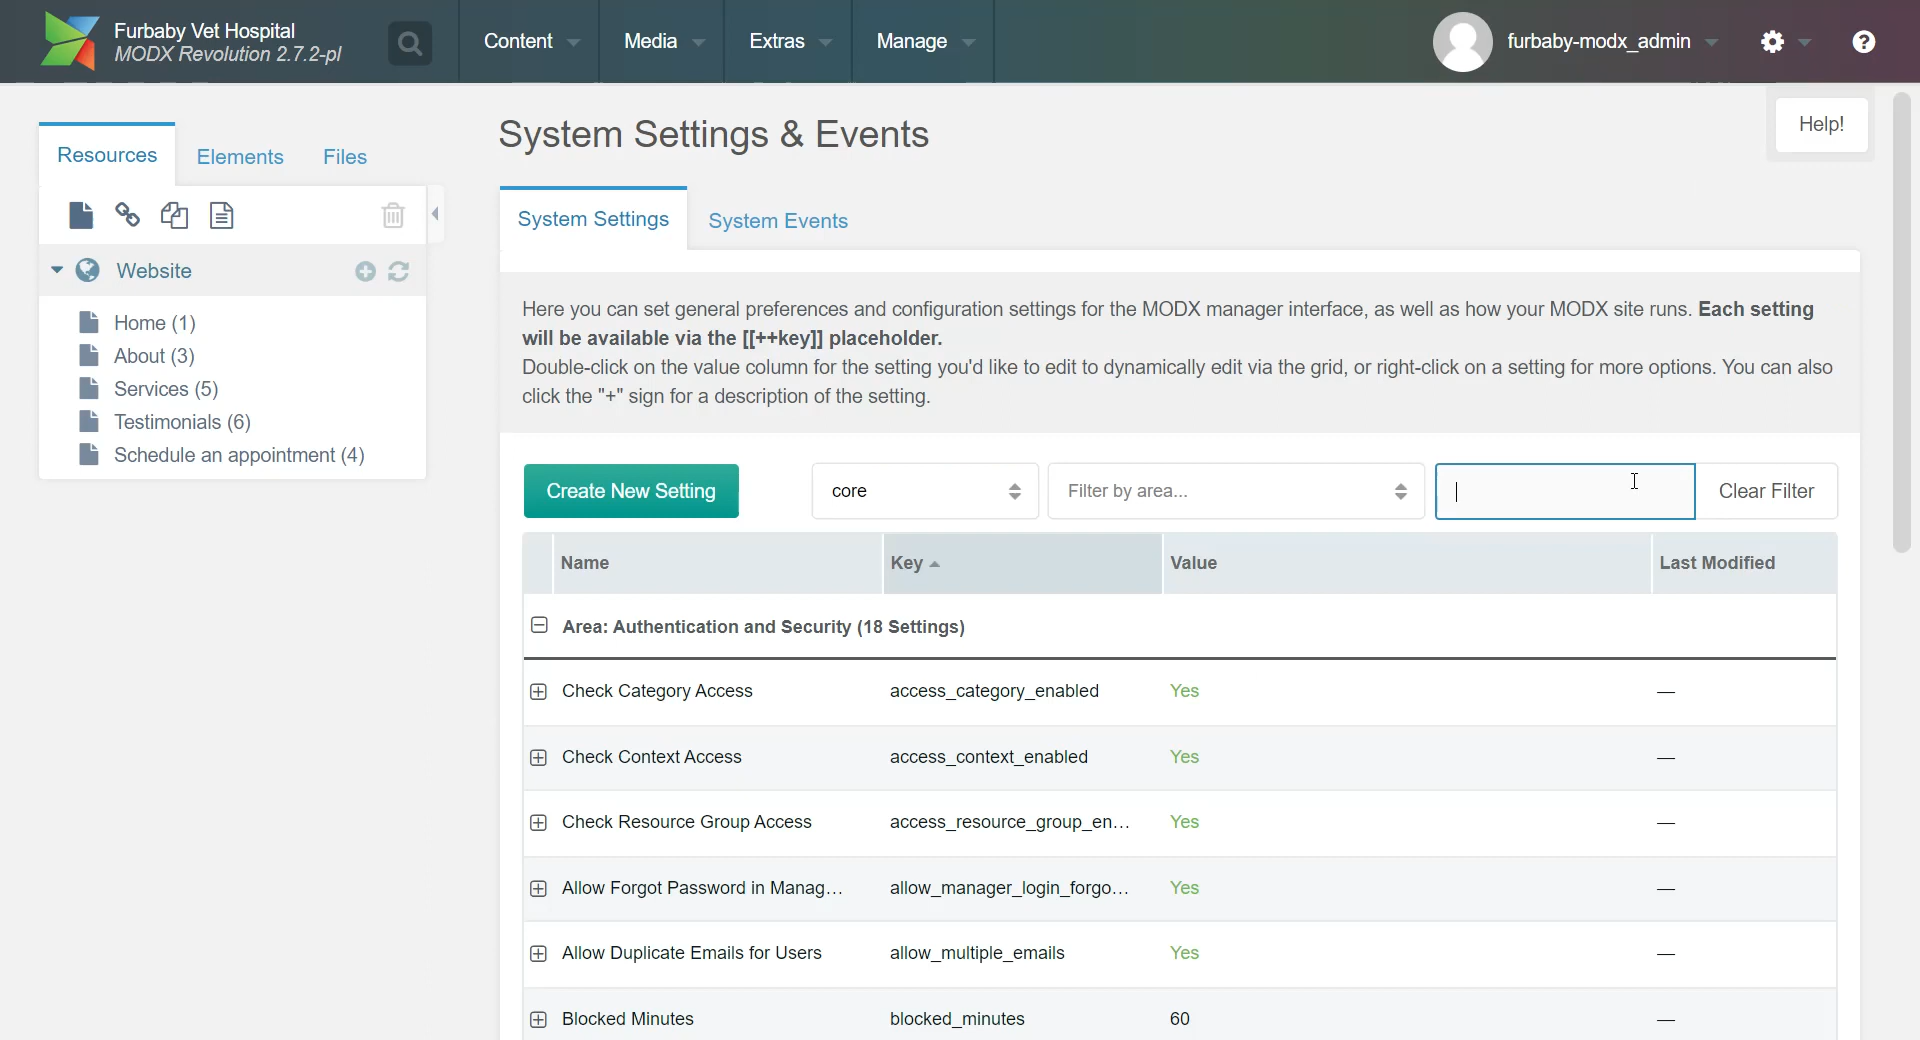 Furbaby Vet Hospital
MODX Revolution 2.7.2-pl
Content
Media
Extras
Manage
furbaby-modx_admin
Resources
Elements
Files
Website
Home (1)
About (3)
Services (5)
Testimonials (6)
Schedule an appointment (4)
System Settings & Events
Help!
System Settings
System Events
Here you can set general preferences and configuration settings for the MODX manager interface, as well as how your MODX site runs. Each setting
will be available via the [[++key]] placeholder.
Double-click on the value column for the setting you'd like to edit to dynamically edit via the grid, or right-click on a setting for more options. You can also
click the "+" sign for a description of the setting.
Create New Setting
core
Filter by area...
Clear Filter
Name Key Value Last Modified
Area: Authentication and Security (18 Settings)
Check Category Access access_category_enabled Yes —
Check Context Access access_context_enabled Yes —
Check Resource Group Access access_resource_group_en... Yes —
Allow Forgot Password in Manag... allow_manager_login_forgo... Yes —
Allow Duplicate Emails for Users allow_multiple_emails Yes —
Blocked Minutes blocked_minutes 60 —